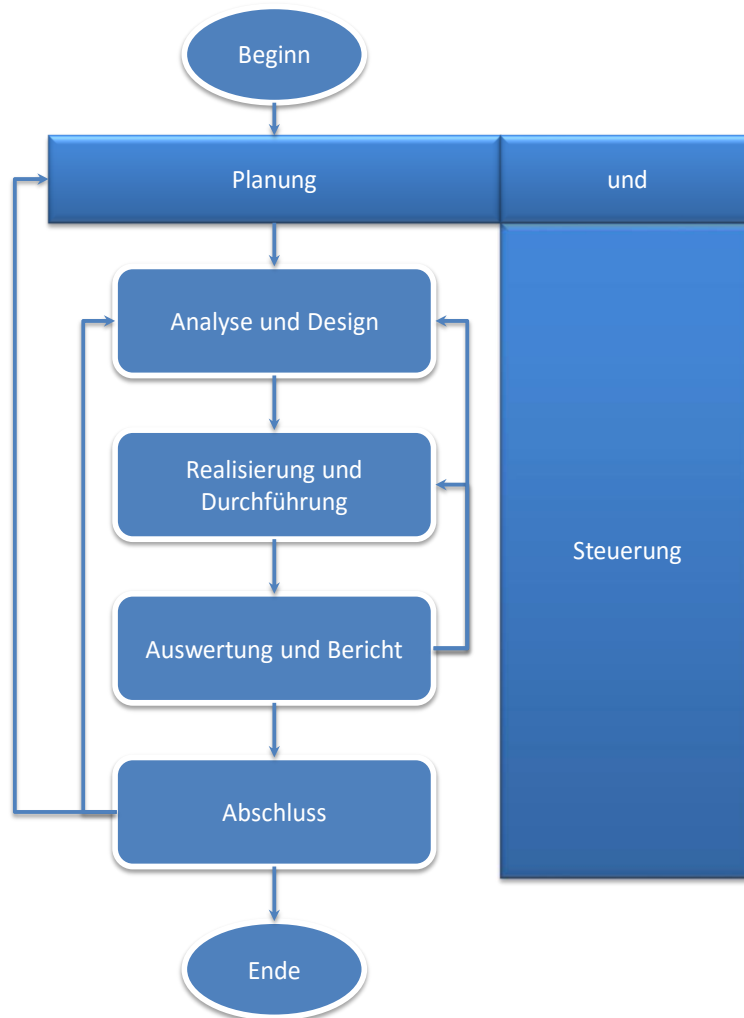 Beginn
Planung
und
Analyse und Design
Realisierung und
Durchführung
Steuerung
Auswertung und Bericht
Abschluss
Ende